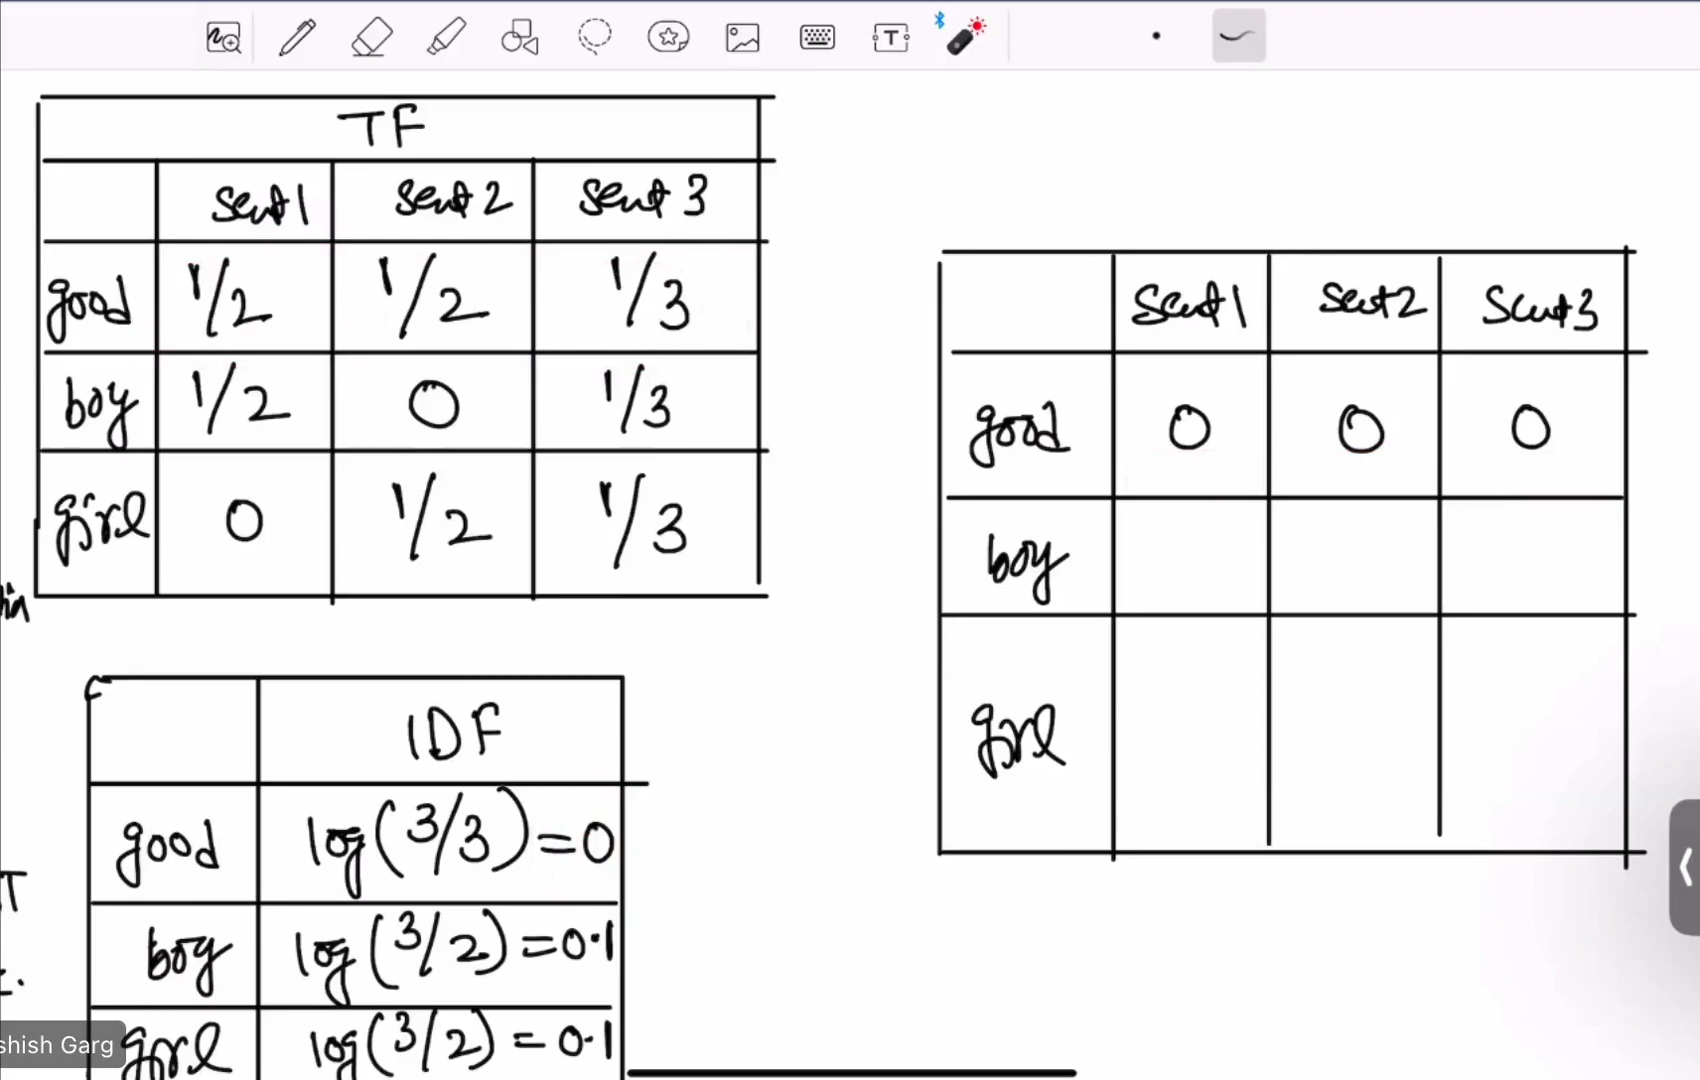 TF
sent1 sent 2 sent 3
good 1/2 1/2 1/3
boy 1/2 0 1/3
girl 0 1/2 1/3
sent1 sent2 sent3
good 0 0 0
boy
girl
IDF
good log(3/3)=0
boy log(3/2)=0.1
girl log(3/2)=0.1
T
shish Garg